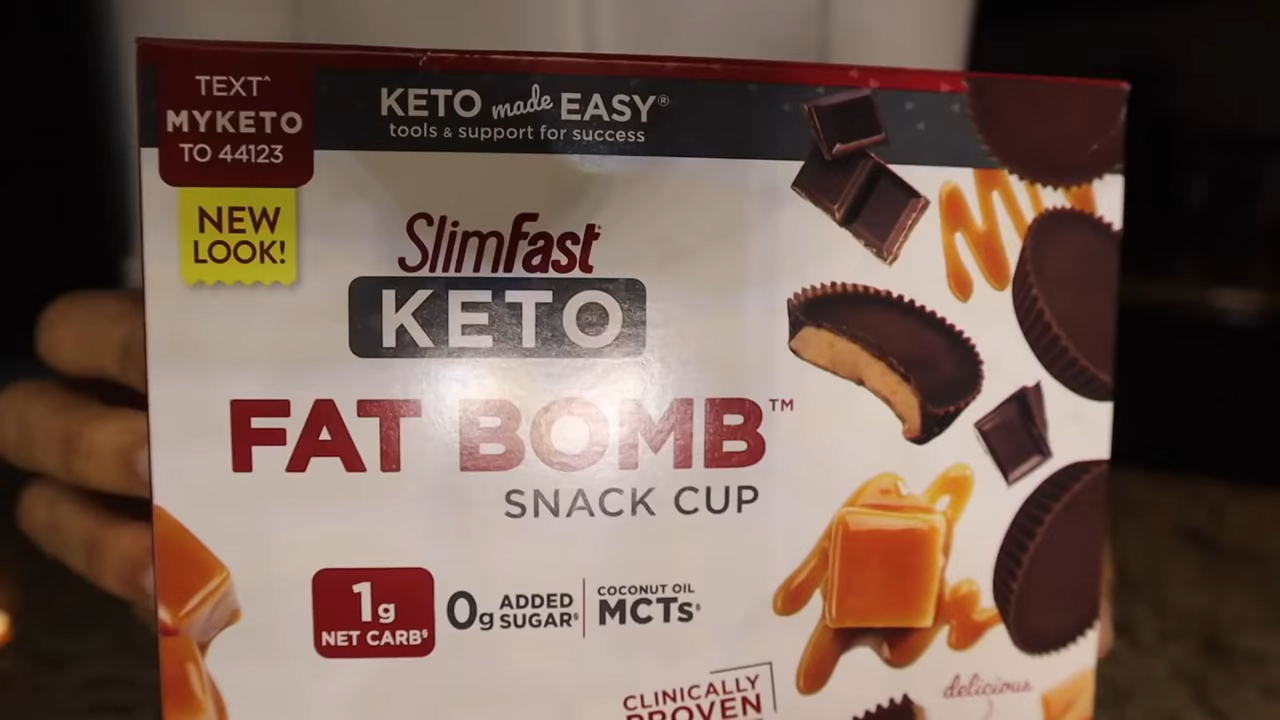 TEXT^
MYKETO
TO 44123
NEW
LOOK!
KETO made EASY®
tools & support for success
SlimFast
KETO
FAT BOMB™
SNACK CUP
1g
NET CARB◊
0g ADDED
SUGAR◊
COCONUT OIL
MCTs◊
CLINICALLY
PROVEN
delicious